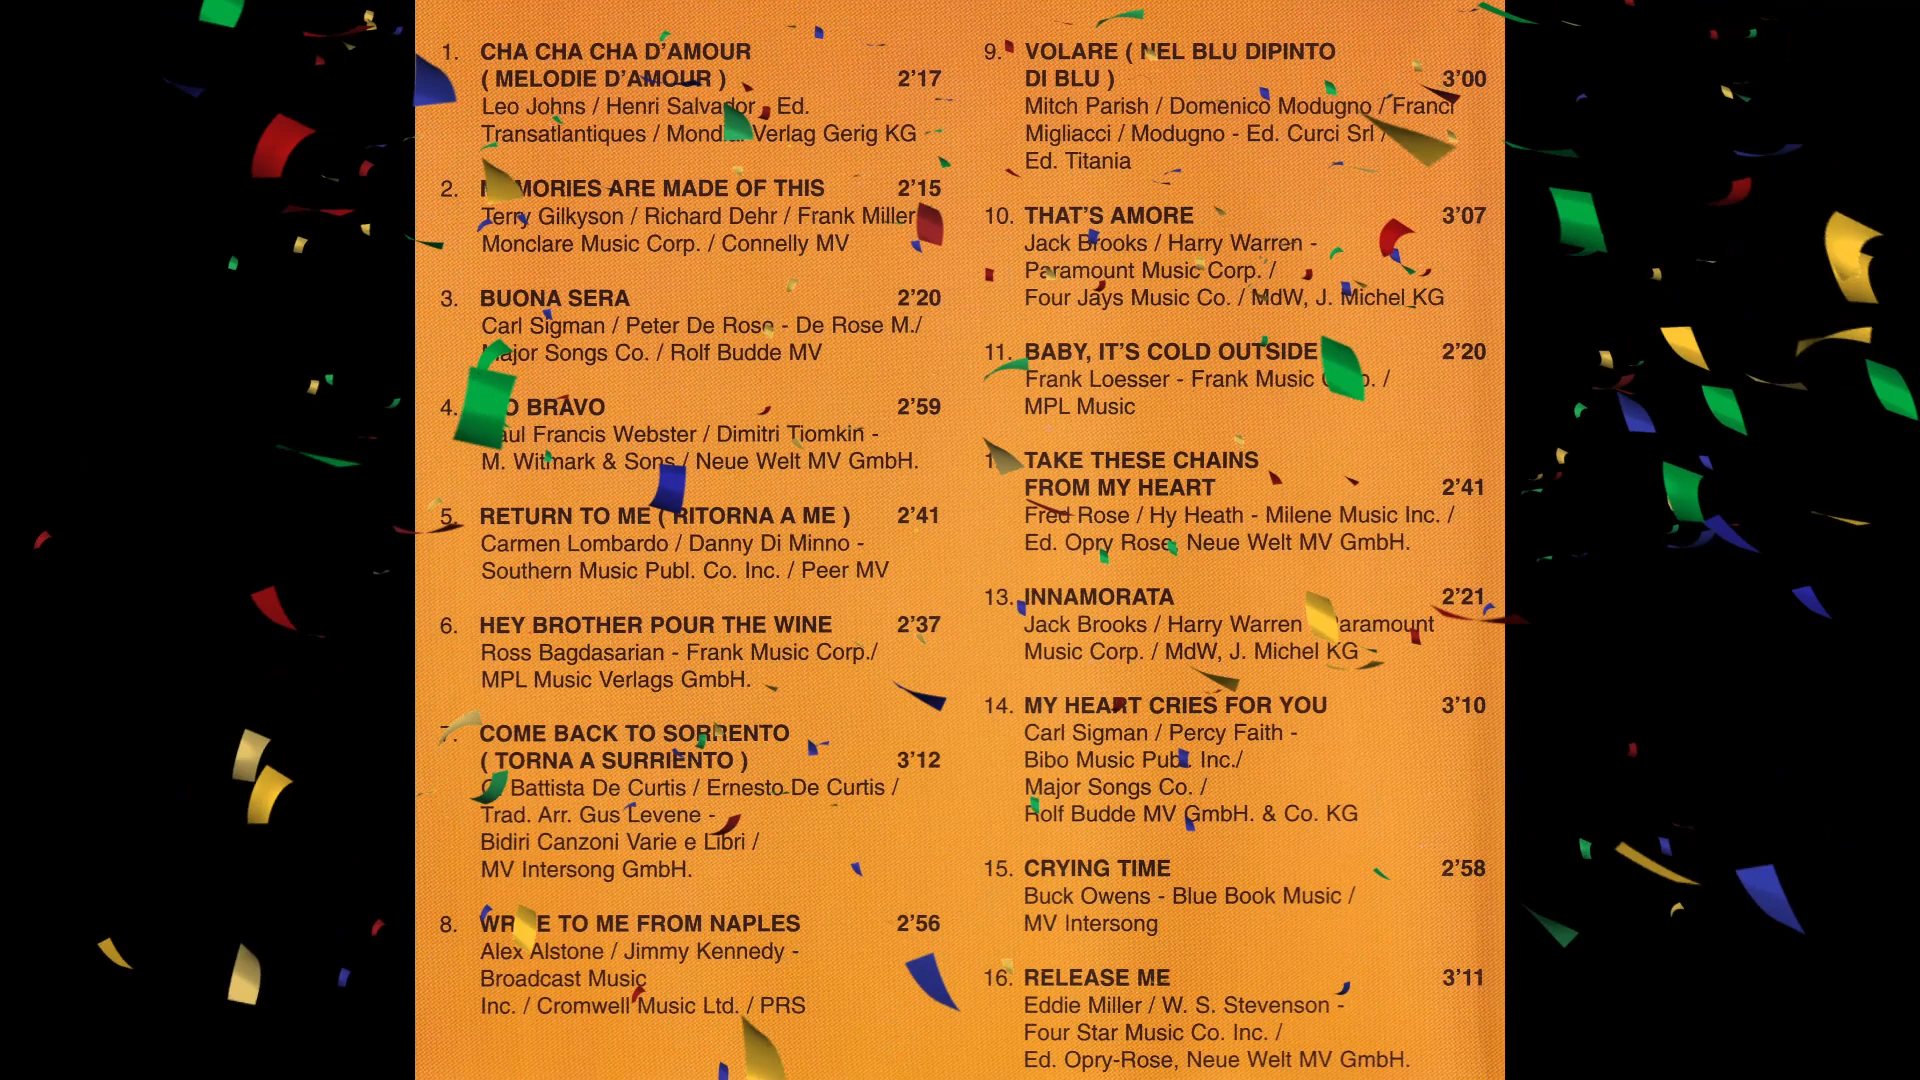 1. CHA CHA CHA D'AMOUR
( MELODIE D'AMOUR ) 2'17
Leo Johns / Henri Salvador - Ed.
Transatlantiques / Mondial Verlag Gerig KG
2. MEMORIES ARE MADE OF THIS 2'15
Terry Gilkyson / Richard Dehr / Frank Miller
Monclare Music Corp. / Connelly MV
3. BUONA SERA 2'20
Carl Sigman / Peter De Rose - De Rose M./
Major Songs Co. / Rolf Budde MV
4. RIO BRAVO 2'59
Paul Francis Webster / Dimitri Tiomkin -
M. Witmark & Sons / Neue Welt MV GmbH.
5. RETURN TO ME ( RITORNA A ME ) 2'41
Carmen Lombardo / Danny Di Minno -
Southern Music Publ. Co. Inc. / Peer MV
6. HEY BROTHER POUR THE WINE 2'37
Ross Bagdasarian - Frank Music Corp./
MPL Music Verlags GmbH.
7. COME BACK TO SORRENTO
( TORNA A SURRIENTO ) 3'12
Battista De Curtis / Ernesto De Curtis /
Trad. Arr. Gus Levene -
Bidiri Canzoni Varie e Libri /
MV Intersong GmbH.
8. WRITE TO ME FROM NAPLES 2'56
Alex Alstone / Jimmy Kennedy -
Broadcast Music
Inc. / Cromwell Music Ltd. / PRS
9. VOLARE ( NEL BLU DIPINTO
DI BLU ) 3'00
Mitch Parish / Domenico Modugno / Franci
Migliacci / Modugno - Ed. Curci Srl /
Ed. Titania
10. THAT'S AMORE 3'07
Jack Brooks / Harry Warren -
Paramount Music Corp. /
Four Jays Music Co. / MdW, J. Michel KG
11. BABY, IT'S COLD OUTSIDE 2'20
Frank Loesser - Frank Music Corp. /
MPL Music
12. TAKE THESE CHAINS
FROM MY HEART 2'41
Fred Rose / Hy Heath - Milene Music Inc. /
Ed. Opry Rose, Neue Welt MV GmbH.
13. INNAMORATA 2'21
Jack Brooks / Harry Warren - Paramount
Music Corp. / MdW, J. Michel KG
14. MY HEART CRIES FOR YOU 3'10
Carl Sigman / Percy Faith -
Bibo Music Publ. Inc./
Major Songs Co. /
Rolf Budde MV GmbH. & Co. KG
15. CRYING TIME 2'58
Buck Owens - Blue Book Music /
MV Intersong
16. RELEASE ME 3'11
Eddie Miller / W. S. Stevenson -
Four Star Music Co. Inc. /
Ed. Opry-Rose, Neue Welt MV GmbH.